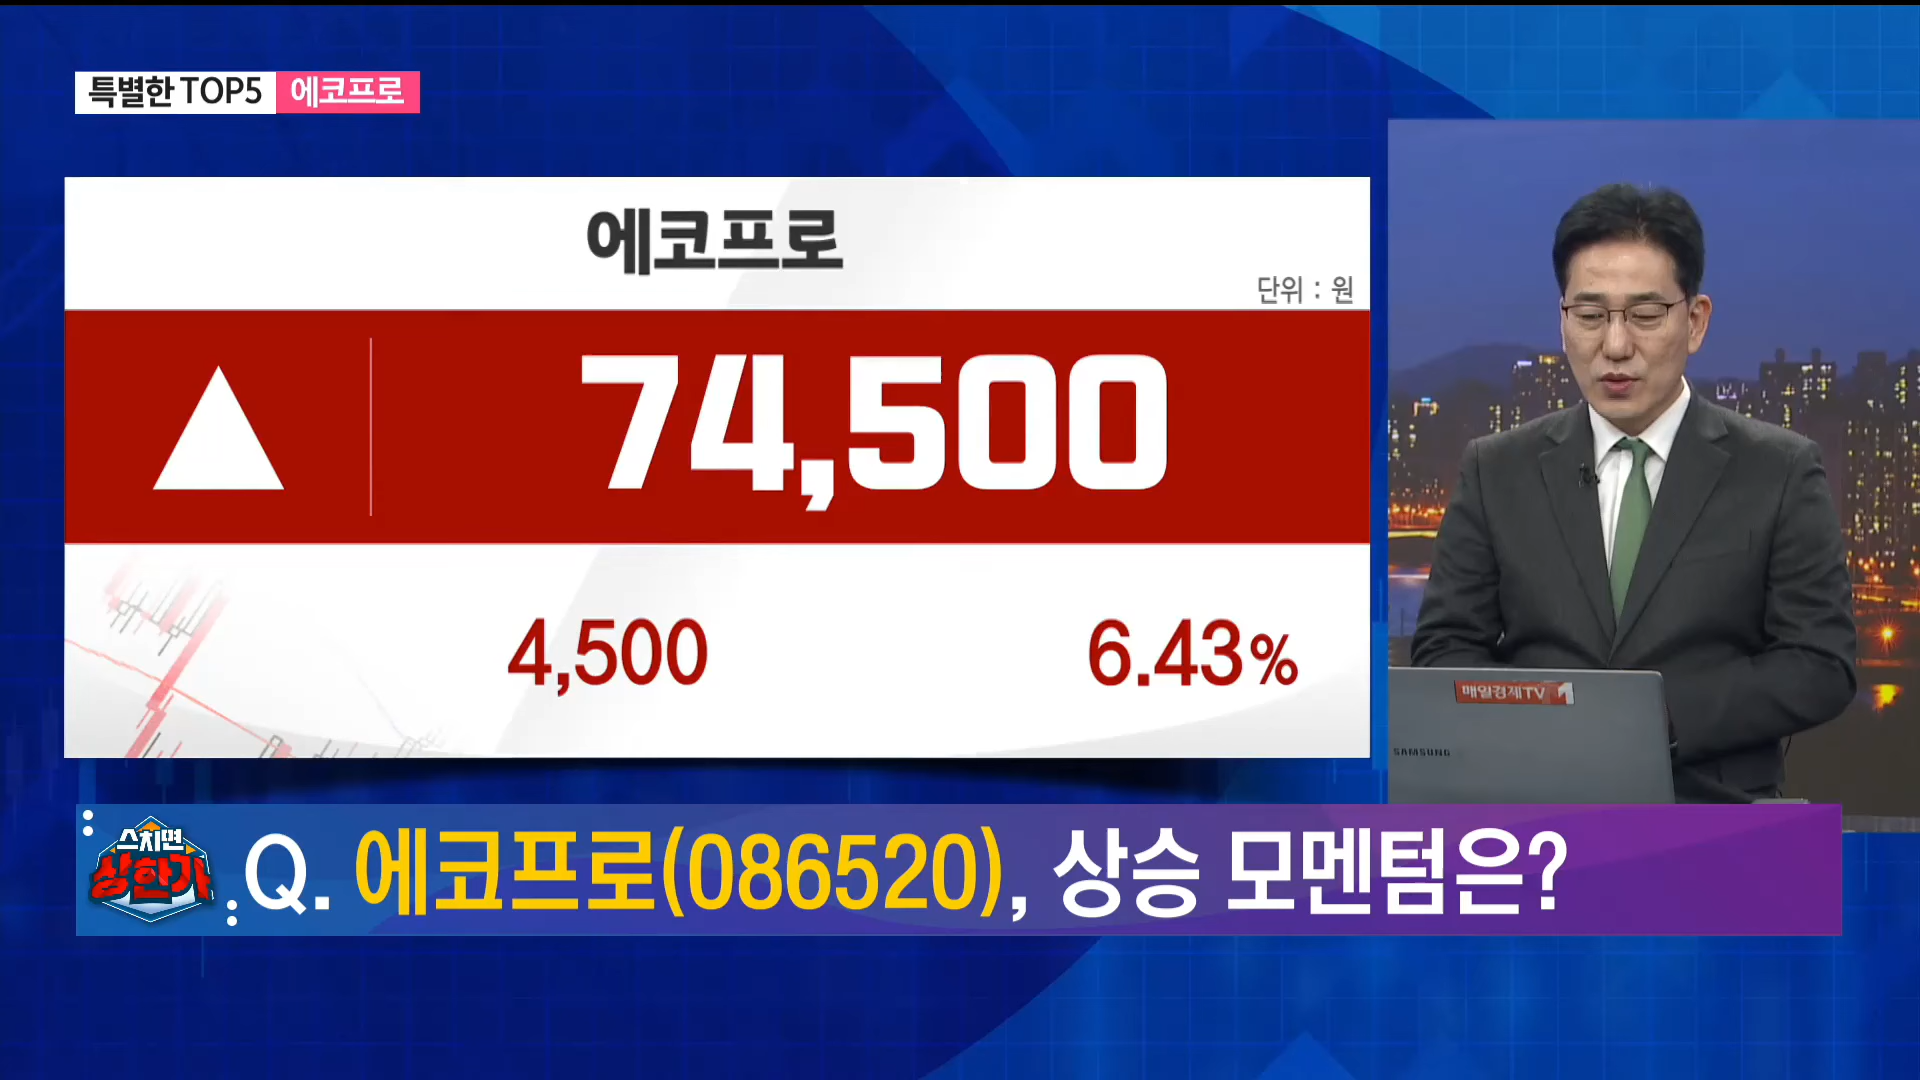 특별한 TOP5 에코프로
에코프로
단위 : 원
▲ 74,500
4,500 6.43%
매일경제TV 1
SAMSUNG
스치면
상한가
Q. 에코프로(086520), 상승 모멘텀은?